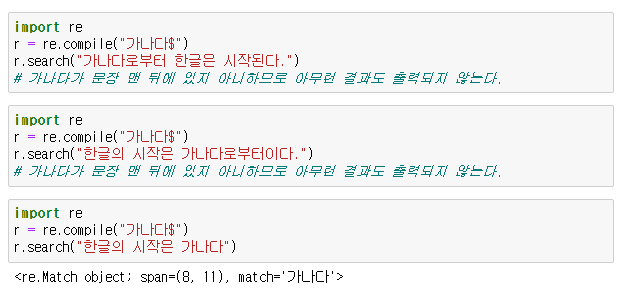 import re
r = re.compile("가나다$")
r.search("가나다로부터 한글은 시작된다.")
# 가나다가 문장 맨 뒤에 있지 아니하므로 아무런 결과도 출력되지 않는다.
import re
r = re.compile("가나다$")
r.search("한글의 시작은 가나다로부터이다.")
# 가나다가 문장 맨 뒤에 있지 아니하므로 아무런 결과도 출력되지 않는다.
import re
r = re.compile("가나다$")
r.search("한글의 시작은 가나다")
<re.Match object; span=(8, 11), match='가나다'>